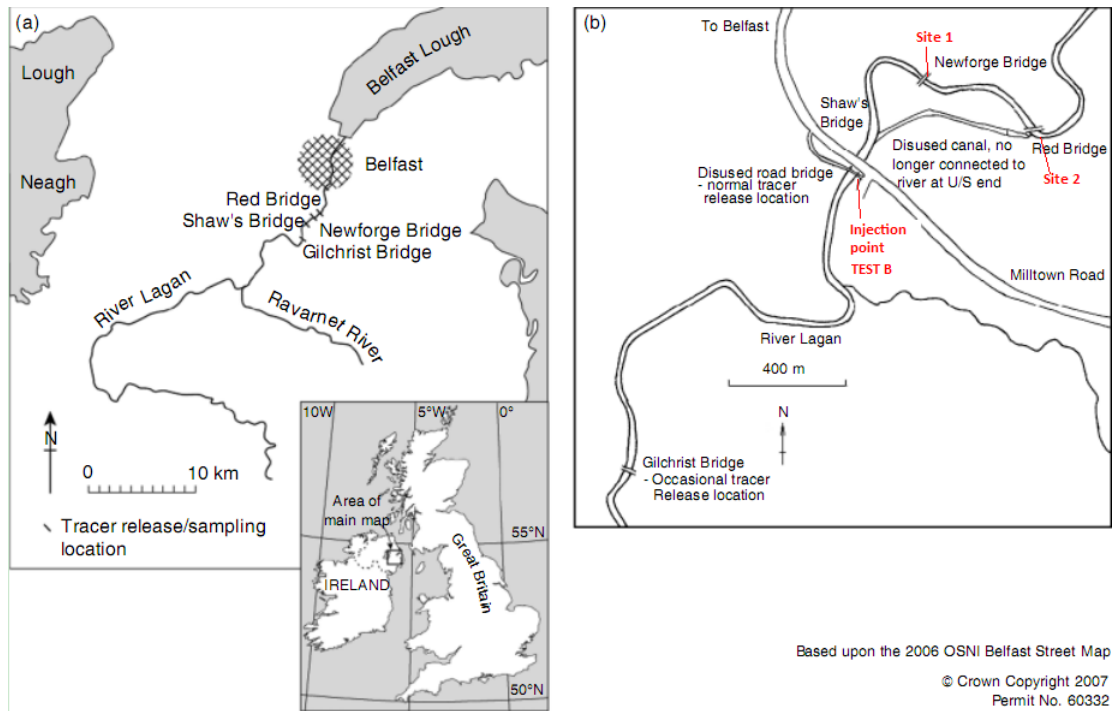 (a)
Lough
Neagh
Belfast Lough
Belfast
Red Bridge
Shaw's Bridge
Newforge Bridge
Gilchrist Bridge
River Lagan
Ravarnet River
N
0
10 km
Tracer release/sampling
location
10W
5°W
0°
Area of
main map
55°N
IRELAND
Great Britain
50°N
(b)
To Belfast
Site 1
Newforge Bridge
Shaw's
Bridge
Disused canal, no
longer connected to
river at U/S end
Red Bridge
Site 2
Disused road bridge
- normal tracer
release location
Injection
point
TEST B
Milltown Road
River Lagan
400 m
N
Gilchrist Bridge
- Occasional tracer
Release location
Based upon the 2006 OSNI Belfast Street Map
© Crown Copyright 2007
Permit No. 60332